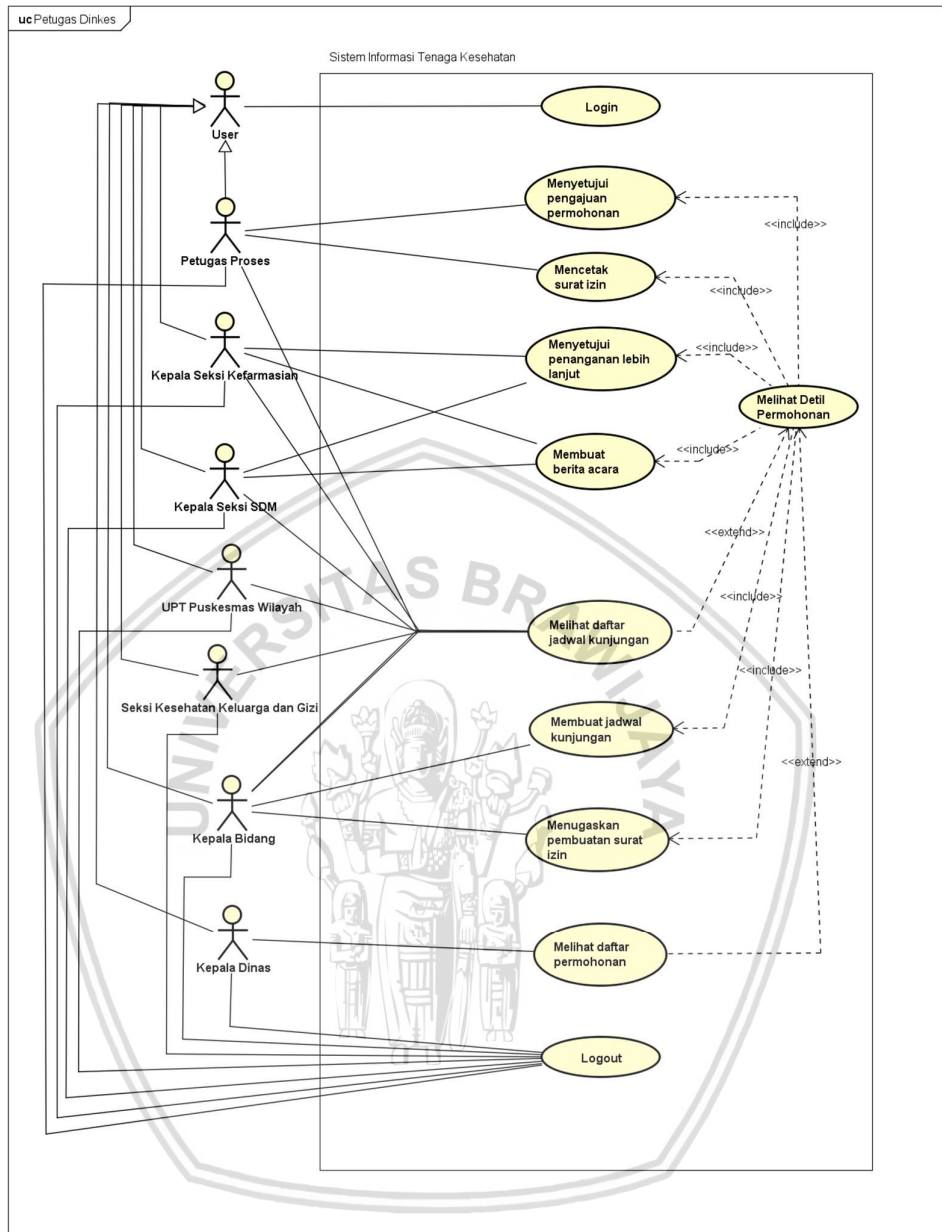 uc Petugas Dinkes
Sistem Informasi Tenaga Kesehatan
User
Login
Petugas Proses
Menyetujui
pengajuan
permohonan
<<include>>
Mencetak
surat izin
<<include>>
Kepala Seksi Kefarmasian
Menyetujui
penanganan lebih
lanjut
<<include>>
Melihat Detil
Permohonan
Kepala Seksi SDM
Membuat
berita acara
<<include>>
<<extend>>
UPT Puskesmas Wilayah
Melihat daftar
jadwal kunjungan
<<include>>
Seksi Kesehatan Keluarga dan Gizi
<<include>>
Membuat jadwal
kunjungan
<<extend>>
Kepala Bidang
Menugaskan
pembuatan surat
izin
Kepala Dinas
Melihat daftar
permohonan
Logout
UNIVERSITAS BRAWIJAYA